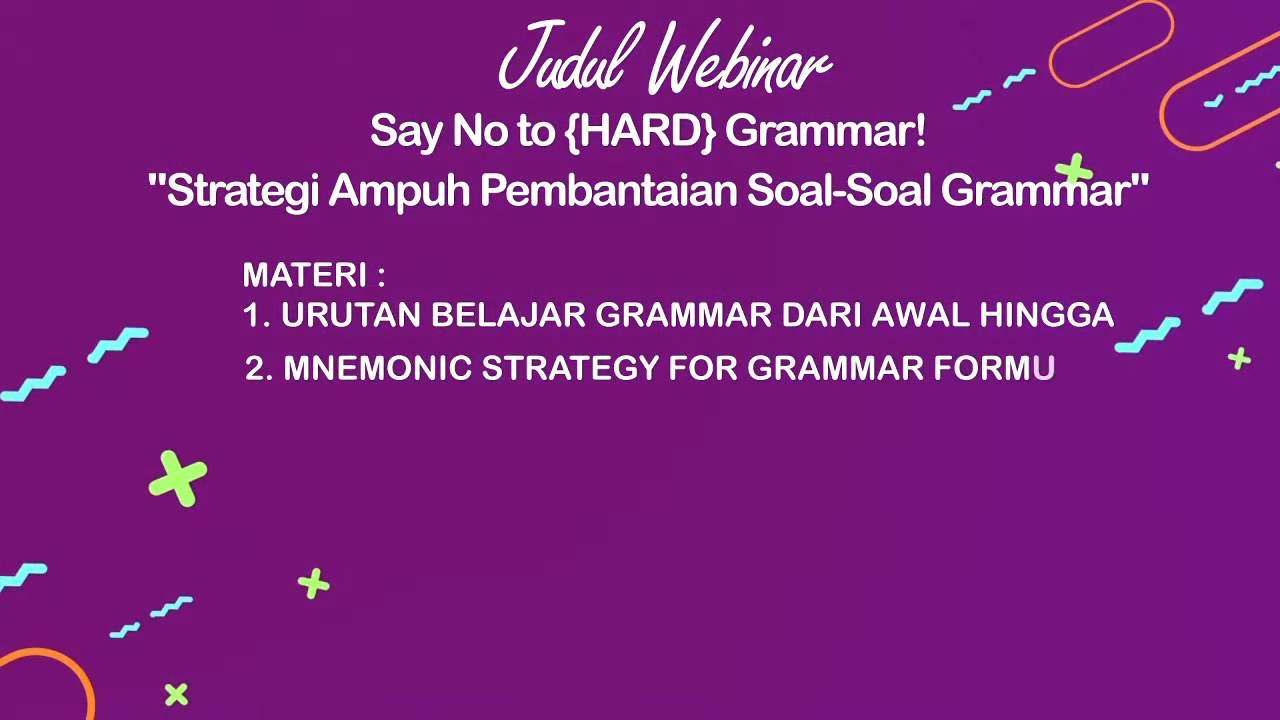 Judul Webinar
Say No to {HARD} Grammar!
"Strategi Ampuh Pembantaian Soal-Soal Grammar"
MATERI :
1. URUTAN BELAJAR GRAMMAR DARI AWAL HINGGA
2. MNEMONIC STRATEGY FOR GRAMMAR FORMU